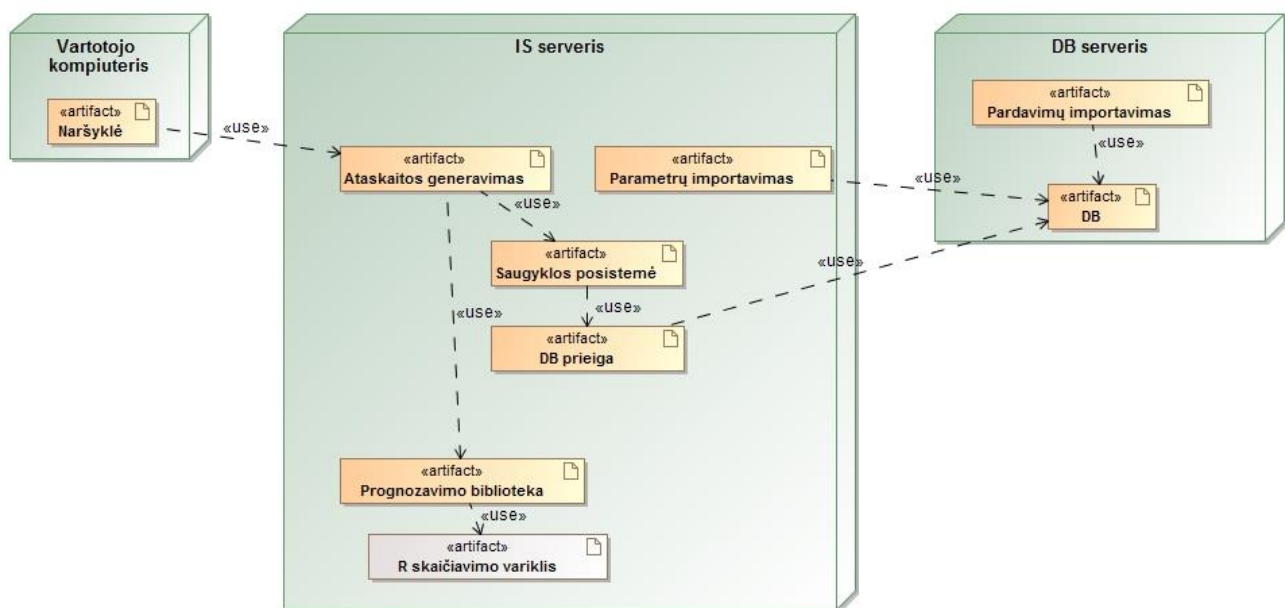 Vartotojo
kompiuteris
«artifact»
Naršyklė
«use»
IS serveris
«artifact»
Ataskaitos generavimas
«artifact»
Parametrų importavimas
«use»
«use»
«artifact»
Saugyklos posistemė
«use»
«use»
«artifact»
DB prieiga
«use»
«artifact»
Prognozavimo biblioteka
«use»
«artifact»
R skaičiavimo variklis
DB serveris
«artifact»
Pardavimų importavimas
«use»
«artifact»
DB